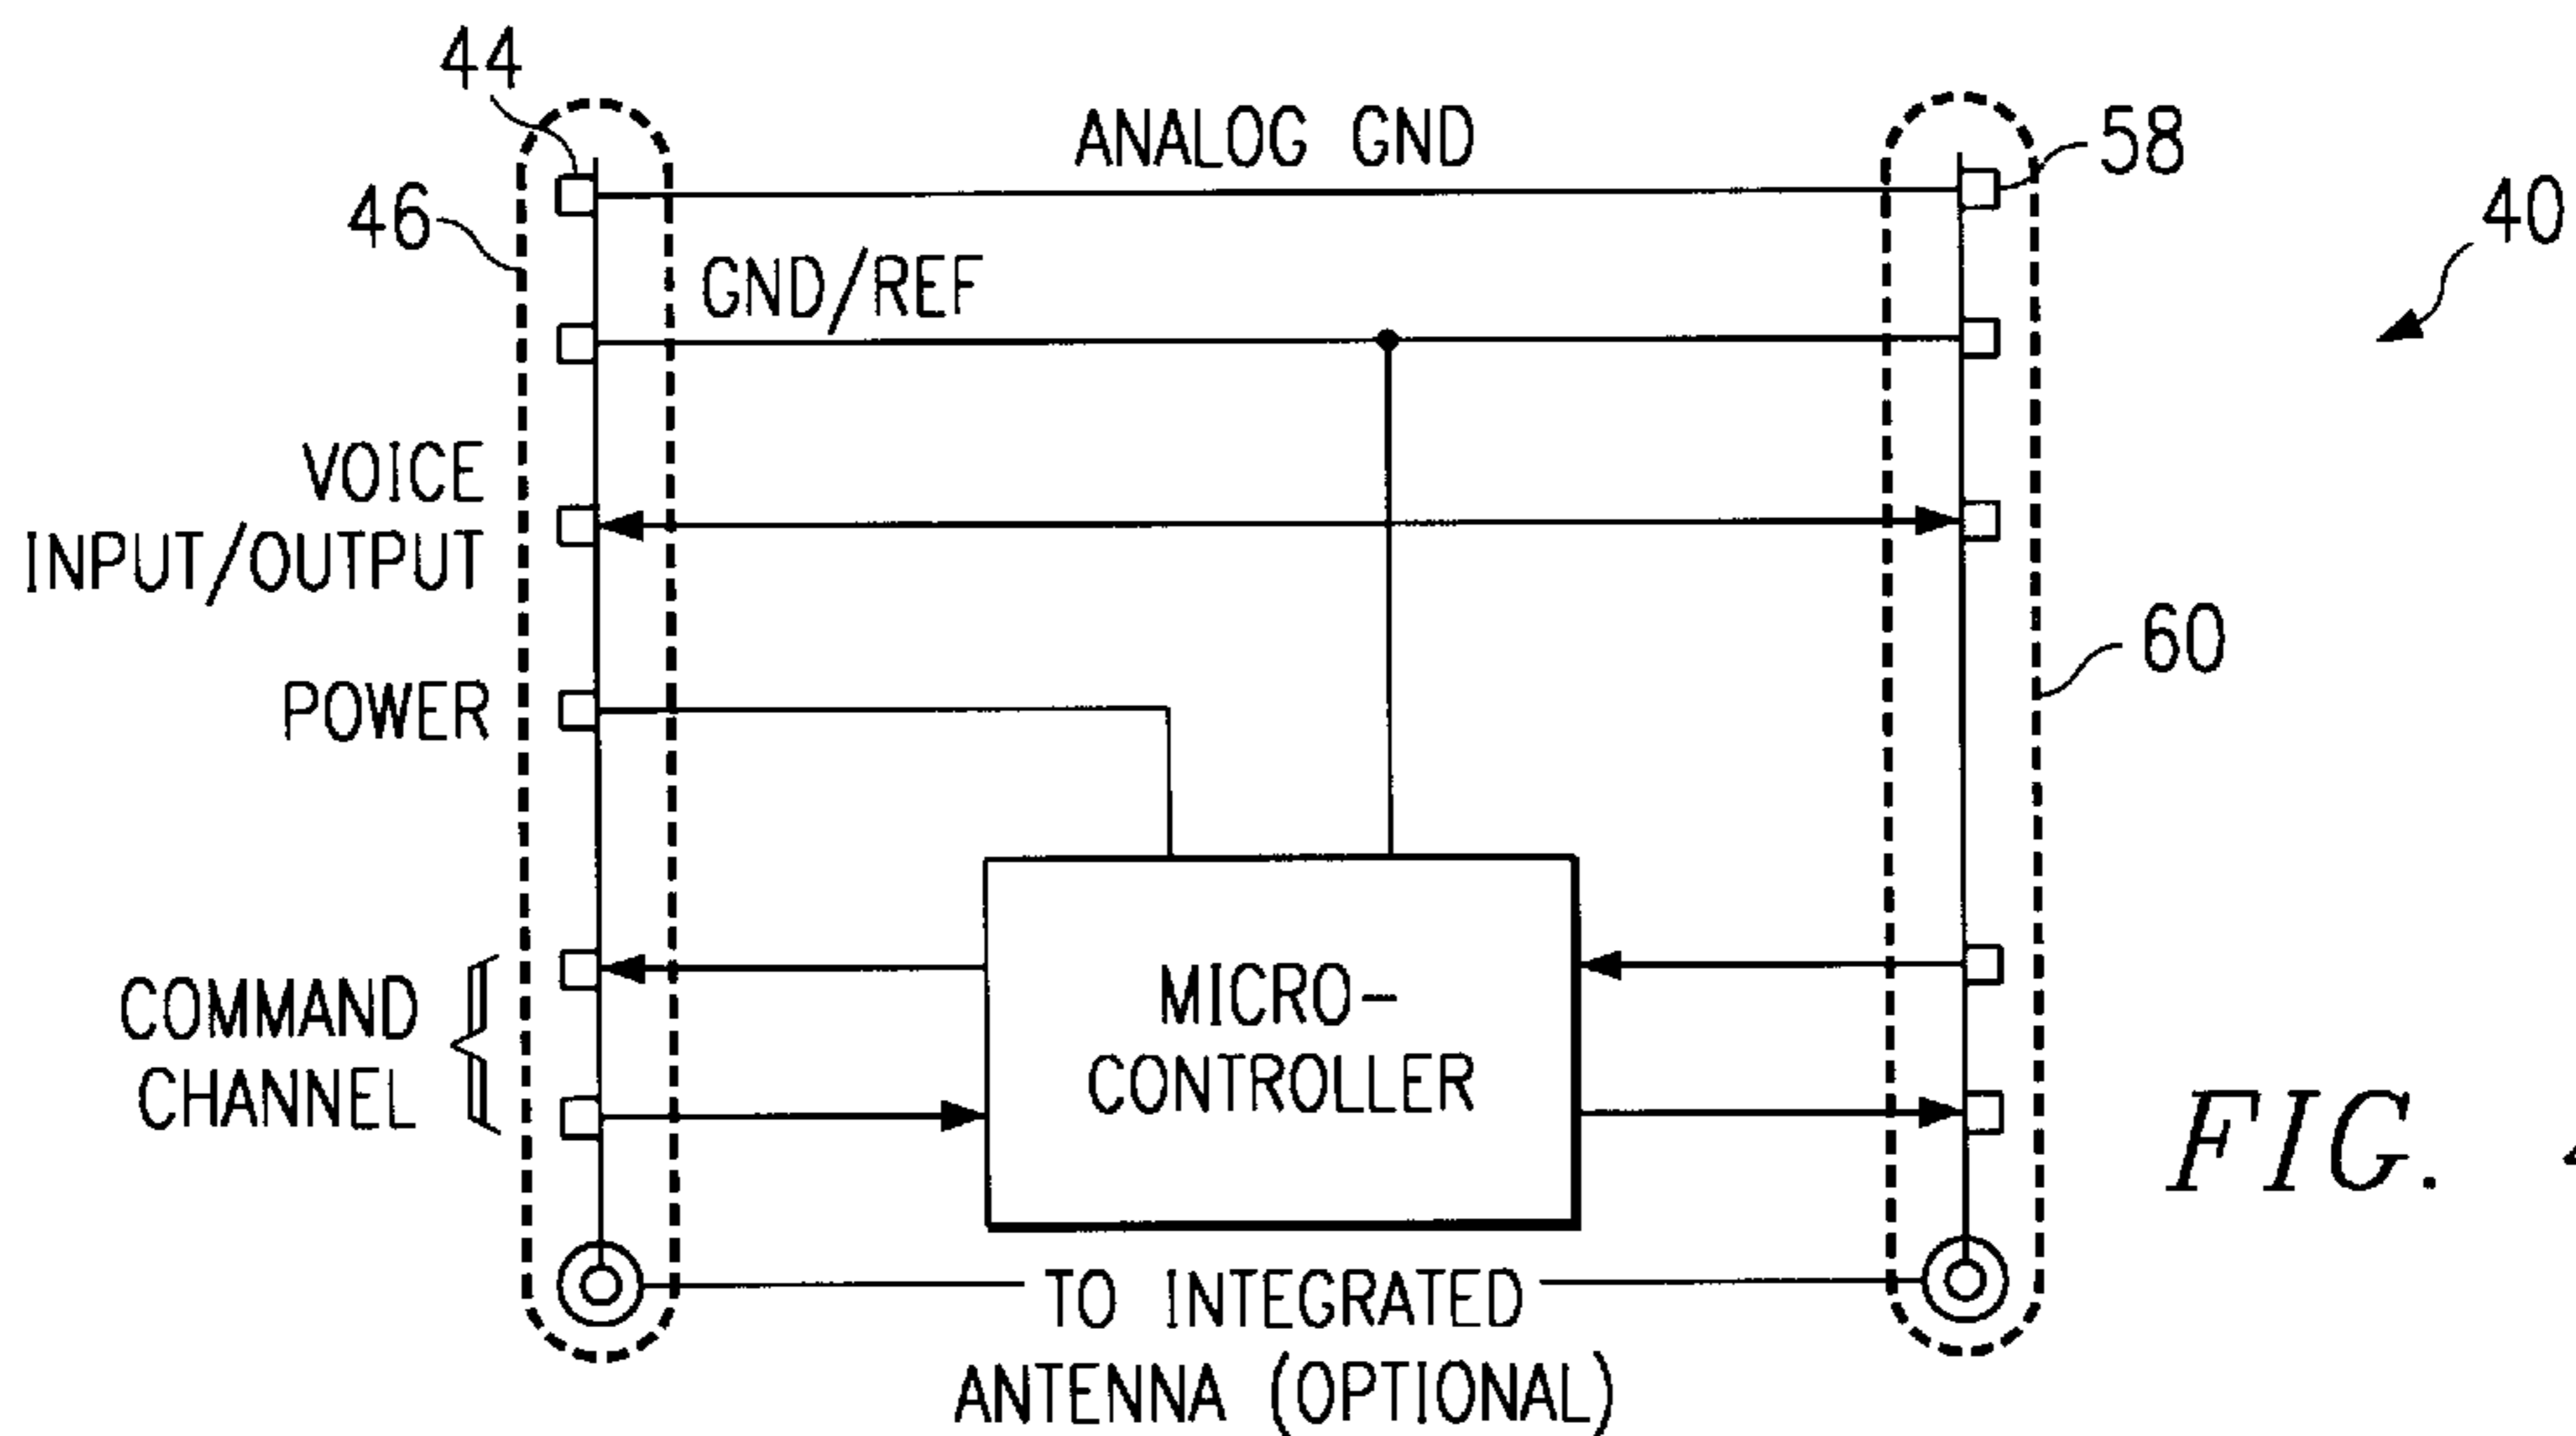 44
ANALOG GND
58
46
40
GND/REF
VOICE
INPUT/OUTPUT
60
POWER
MICRO-
CONTROLLER
COMMAND
CHANNEL
FIG.
TO INTEGRATED
ANTENNA (OPTIONAL)